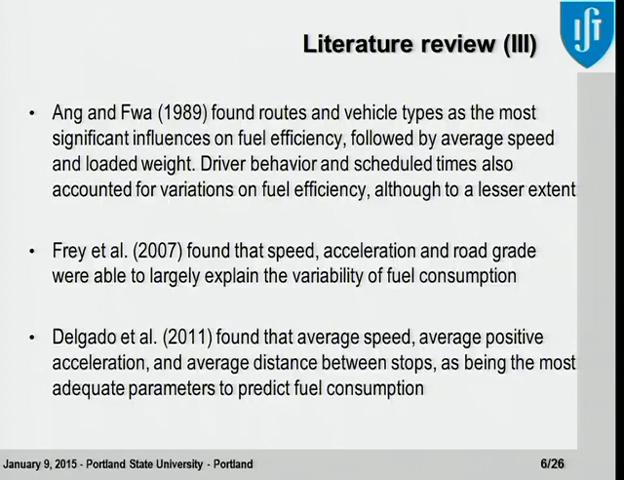 Literature review (III)
IST
• Ang and Fwa (1989) found routes and vehicle types as the most
significant influences on fuel efficiency, followed by average speed
and loaded weight. Driver behavior and scheduled times also
accounted for variations on fuel efficiency, although to a lesser extent
• Frey et al. (2007) found that speed, acceleration and road grade
were able to largely explain the variability of fuel consumption
• Delgado et al. (2011) found that average speed, average positive
acceleration, and average distance between stops, as being the most
adequate parameters to predict fuel consumption
January 9, 2015 - Portland State University - Portland
6/26